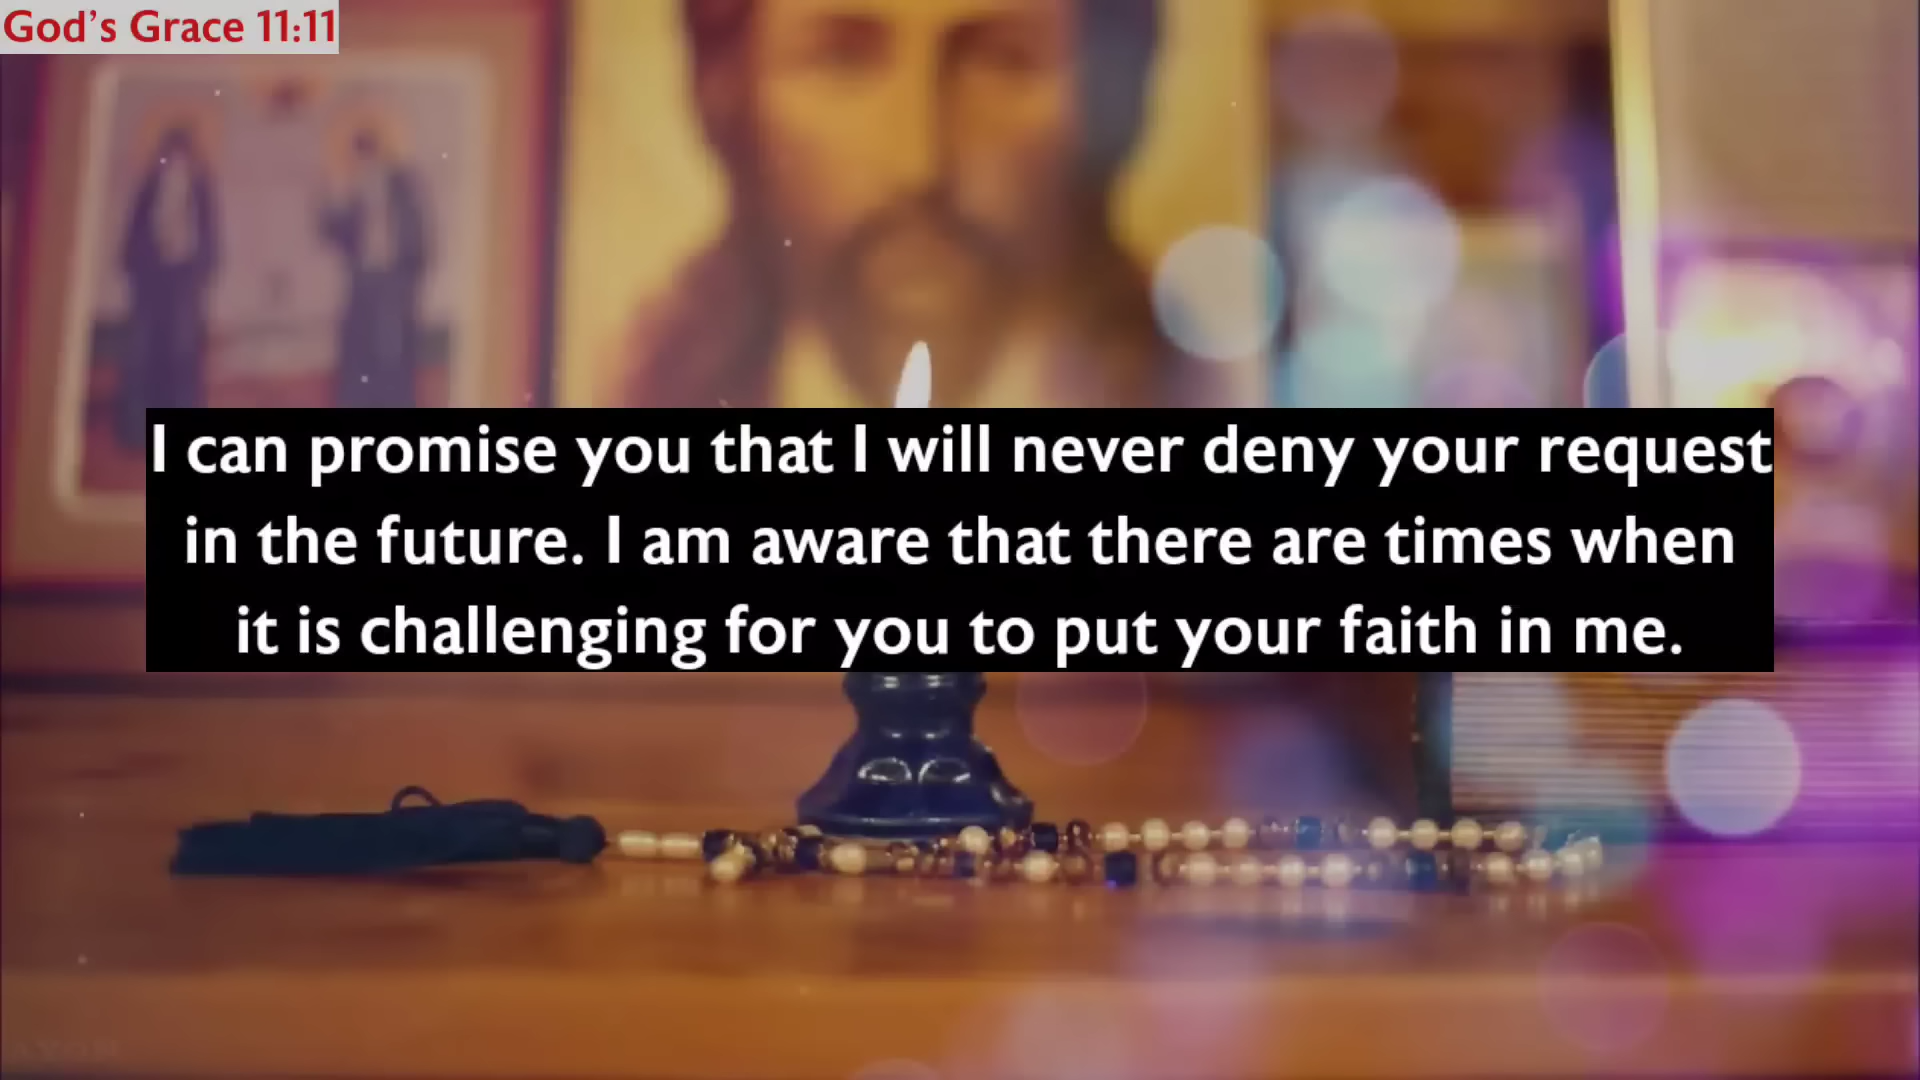 God's Grace 11:11
I can promise you that I will never deny your request
in the future. I am aware that there are times when
it is challenging for you to put your faith in me.